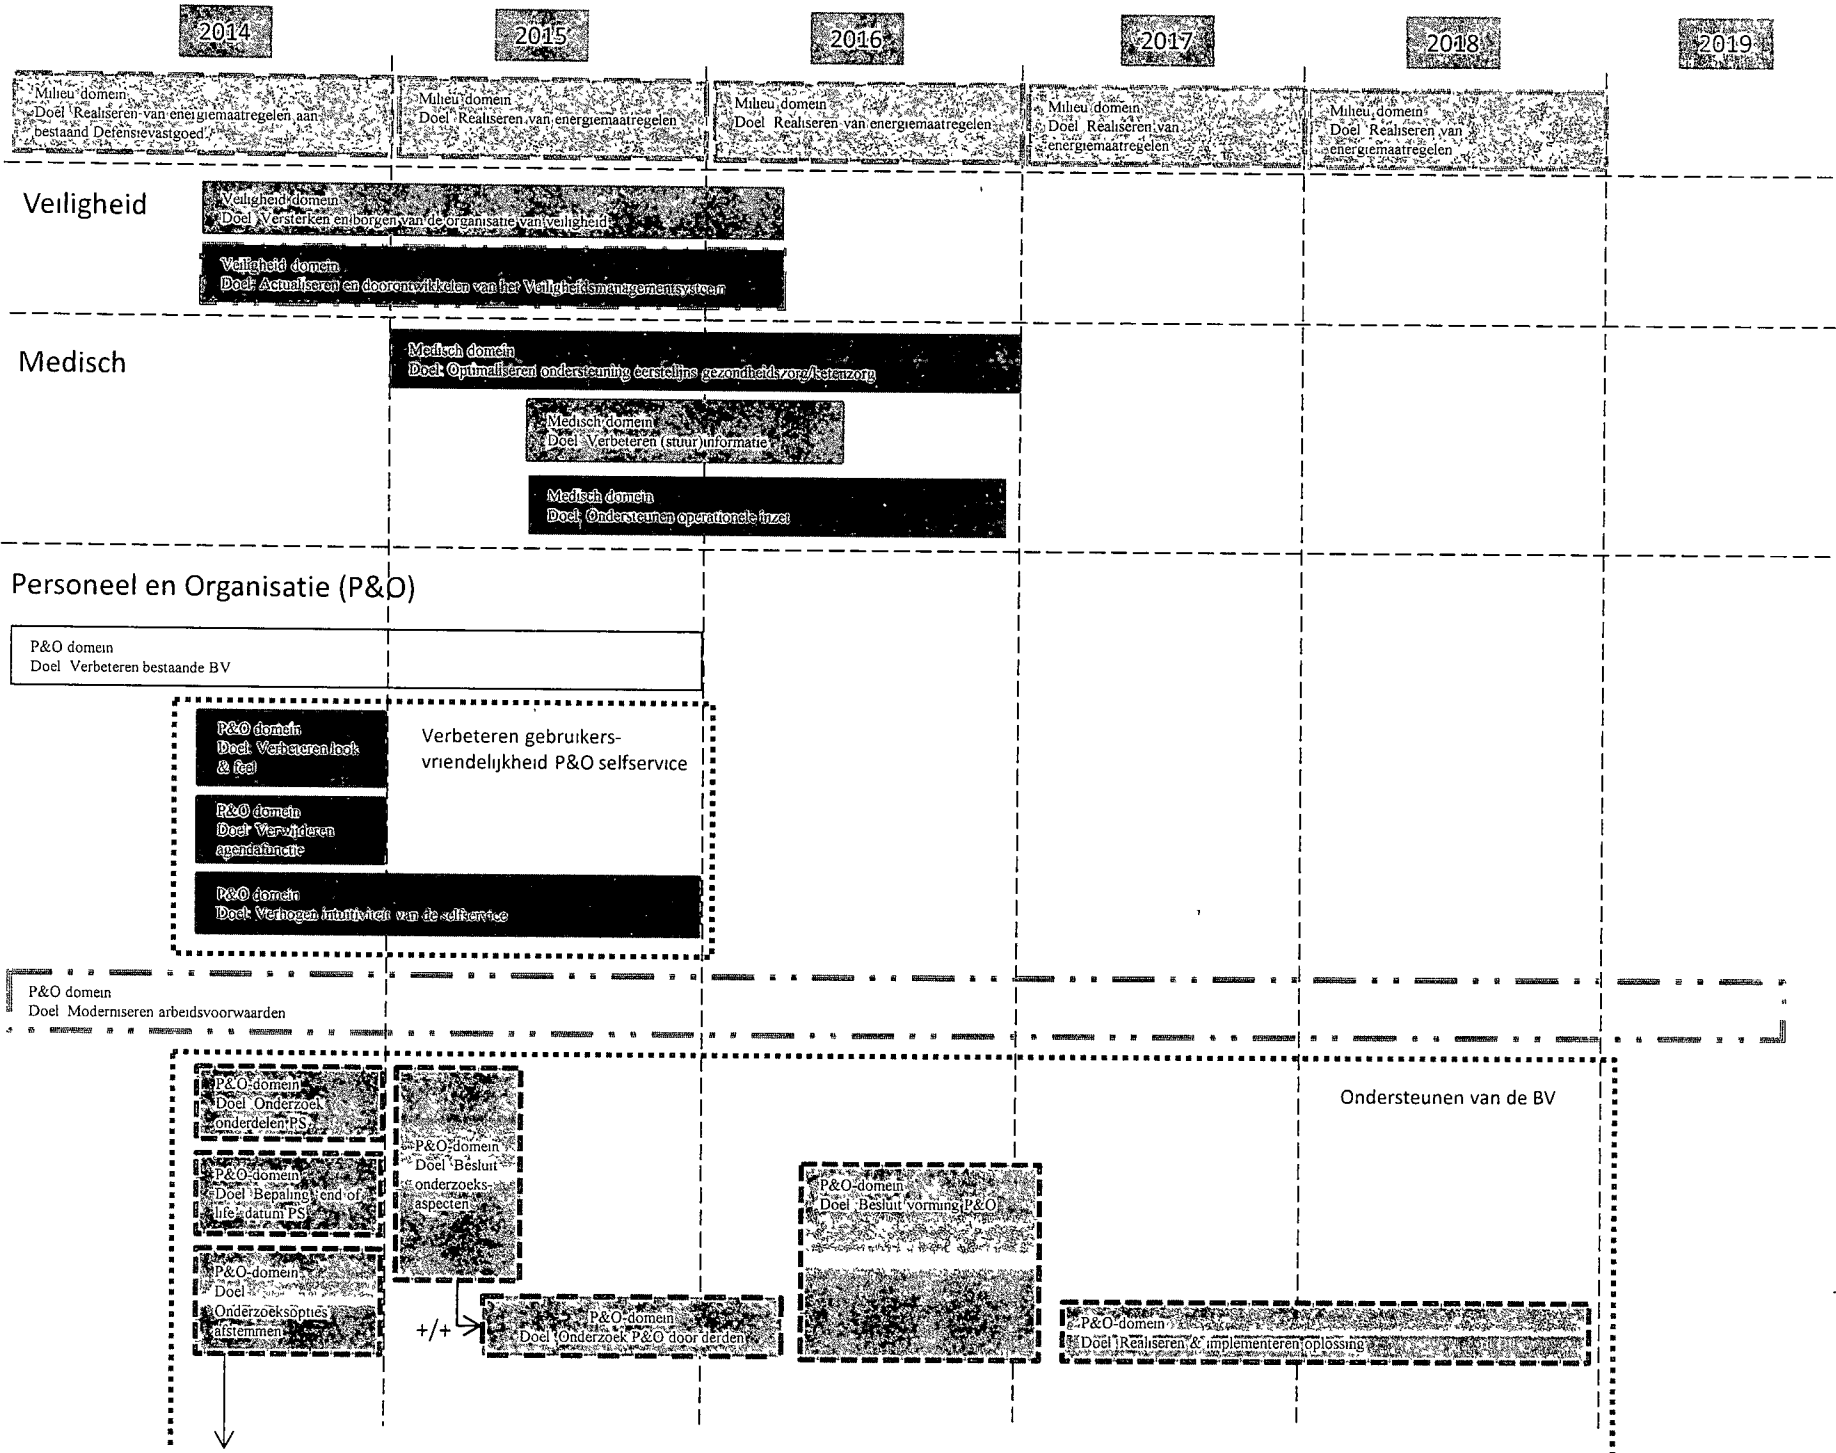 2014
2015
2016
2017
2018
2019
Milieu domein
Doel Realiseren van energiemaatregelen aan
bestaand Defensievastgoed
Milieu domein
Doel Realiseren van energiemaatregelen
Milieu domein
Doel Realiseren van energiemaatregelen
Milieu domein
Doel Realiseren van
energiemaatregelen
Milieu domein
Doel Realiseren van
energiemaatregelen
Veiligheid
Veiligheid domein
Doel Versterken en borgen van de organisatie van veiligheid
Veiligheid domein
Doel: Actualiseren en doorontwikkelen van het Veiligheidsmanagementsysteem
Medisch
Medisch domein
Doel: Optimaliseren ondersteuning eerstelijns gezondheidszorg/ketenzorg
Medisch domein
Doel Verbeteren (stuur)informatie
Medisch domein
Doel: Ondersteunen operationele inzet
Personeel en Organisatie (P&O)
P&O domein
Doel Verbeteren bestaande BV
P&O domein
Doel: Verbeteren look
& feel
Verbeteren gebruikers-
vriendelijkheid P&O selfservice
P&O domein
Doel: Verwijderen
agendafunctie
P&O domein
Doel: Verhogen intuitiviteit van de selfservice
P&O domein
Doel Moderniseren arbeidsvoorwaarden
Ondersteunen van de BV
P&O-domein
Doel Onderzoek
onderdelen PS
P&O-domein
Doel Bepaling 'end of
life' datum PS
P&O-domein
Doel
Onderzoeksopties
afstemmen
P&O-domein
Doel Besluit
onderzoeks-
aspecten
+/+
P&O-domein
Doel Onderzoek P&O door derden
P&O-domein
Doel Besluit vorming P&O
P&O-domein
Doel Realiseren & implementeren oplossing